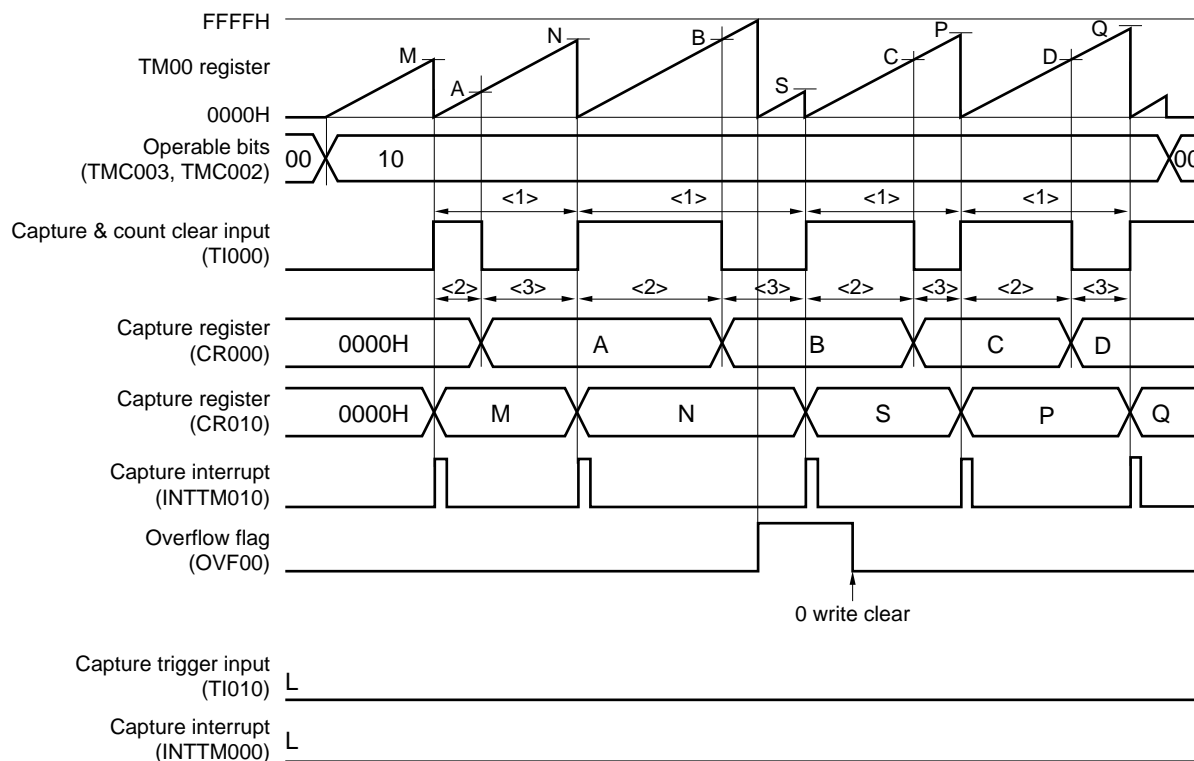 FFFFH
TM00 register
0000H
M A N B S C P D Q
Operable bits
(TMC003, TMC002)
00 10 00
<1> <1> <1> <1>
Capture & count clear input
(TI000)
<2> <3> <2> <3> <2> <3> <2> <3>
Capture register
(CR000)
0000H A B C D
Capture register
(CR010)
0000H M N S P Q
Capture interrupt
(INTTM010)
Overflow flag
(OVF00)
0 write clear
Capture trigger input
(TI010)
L
Capture interrupt
(INTTM000)
L